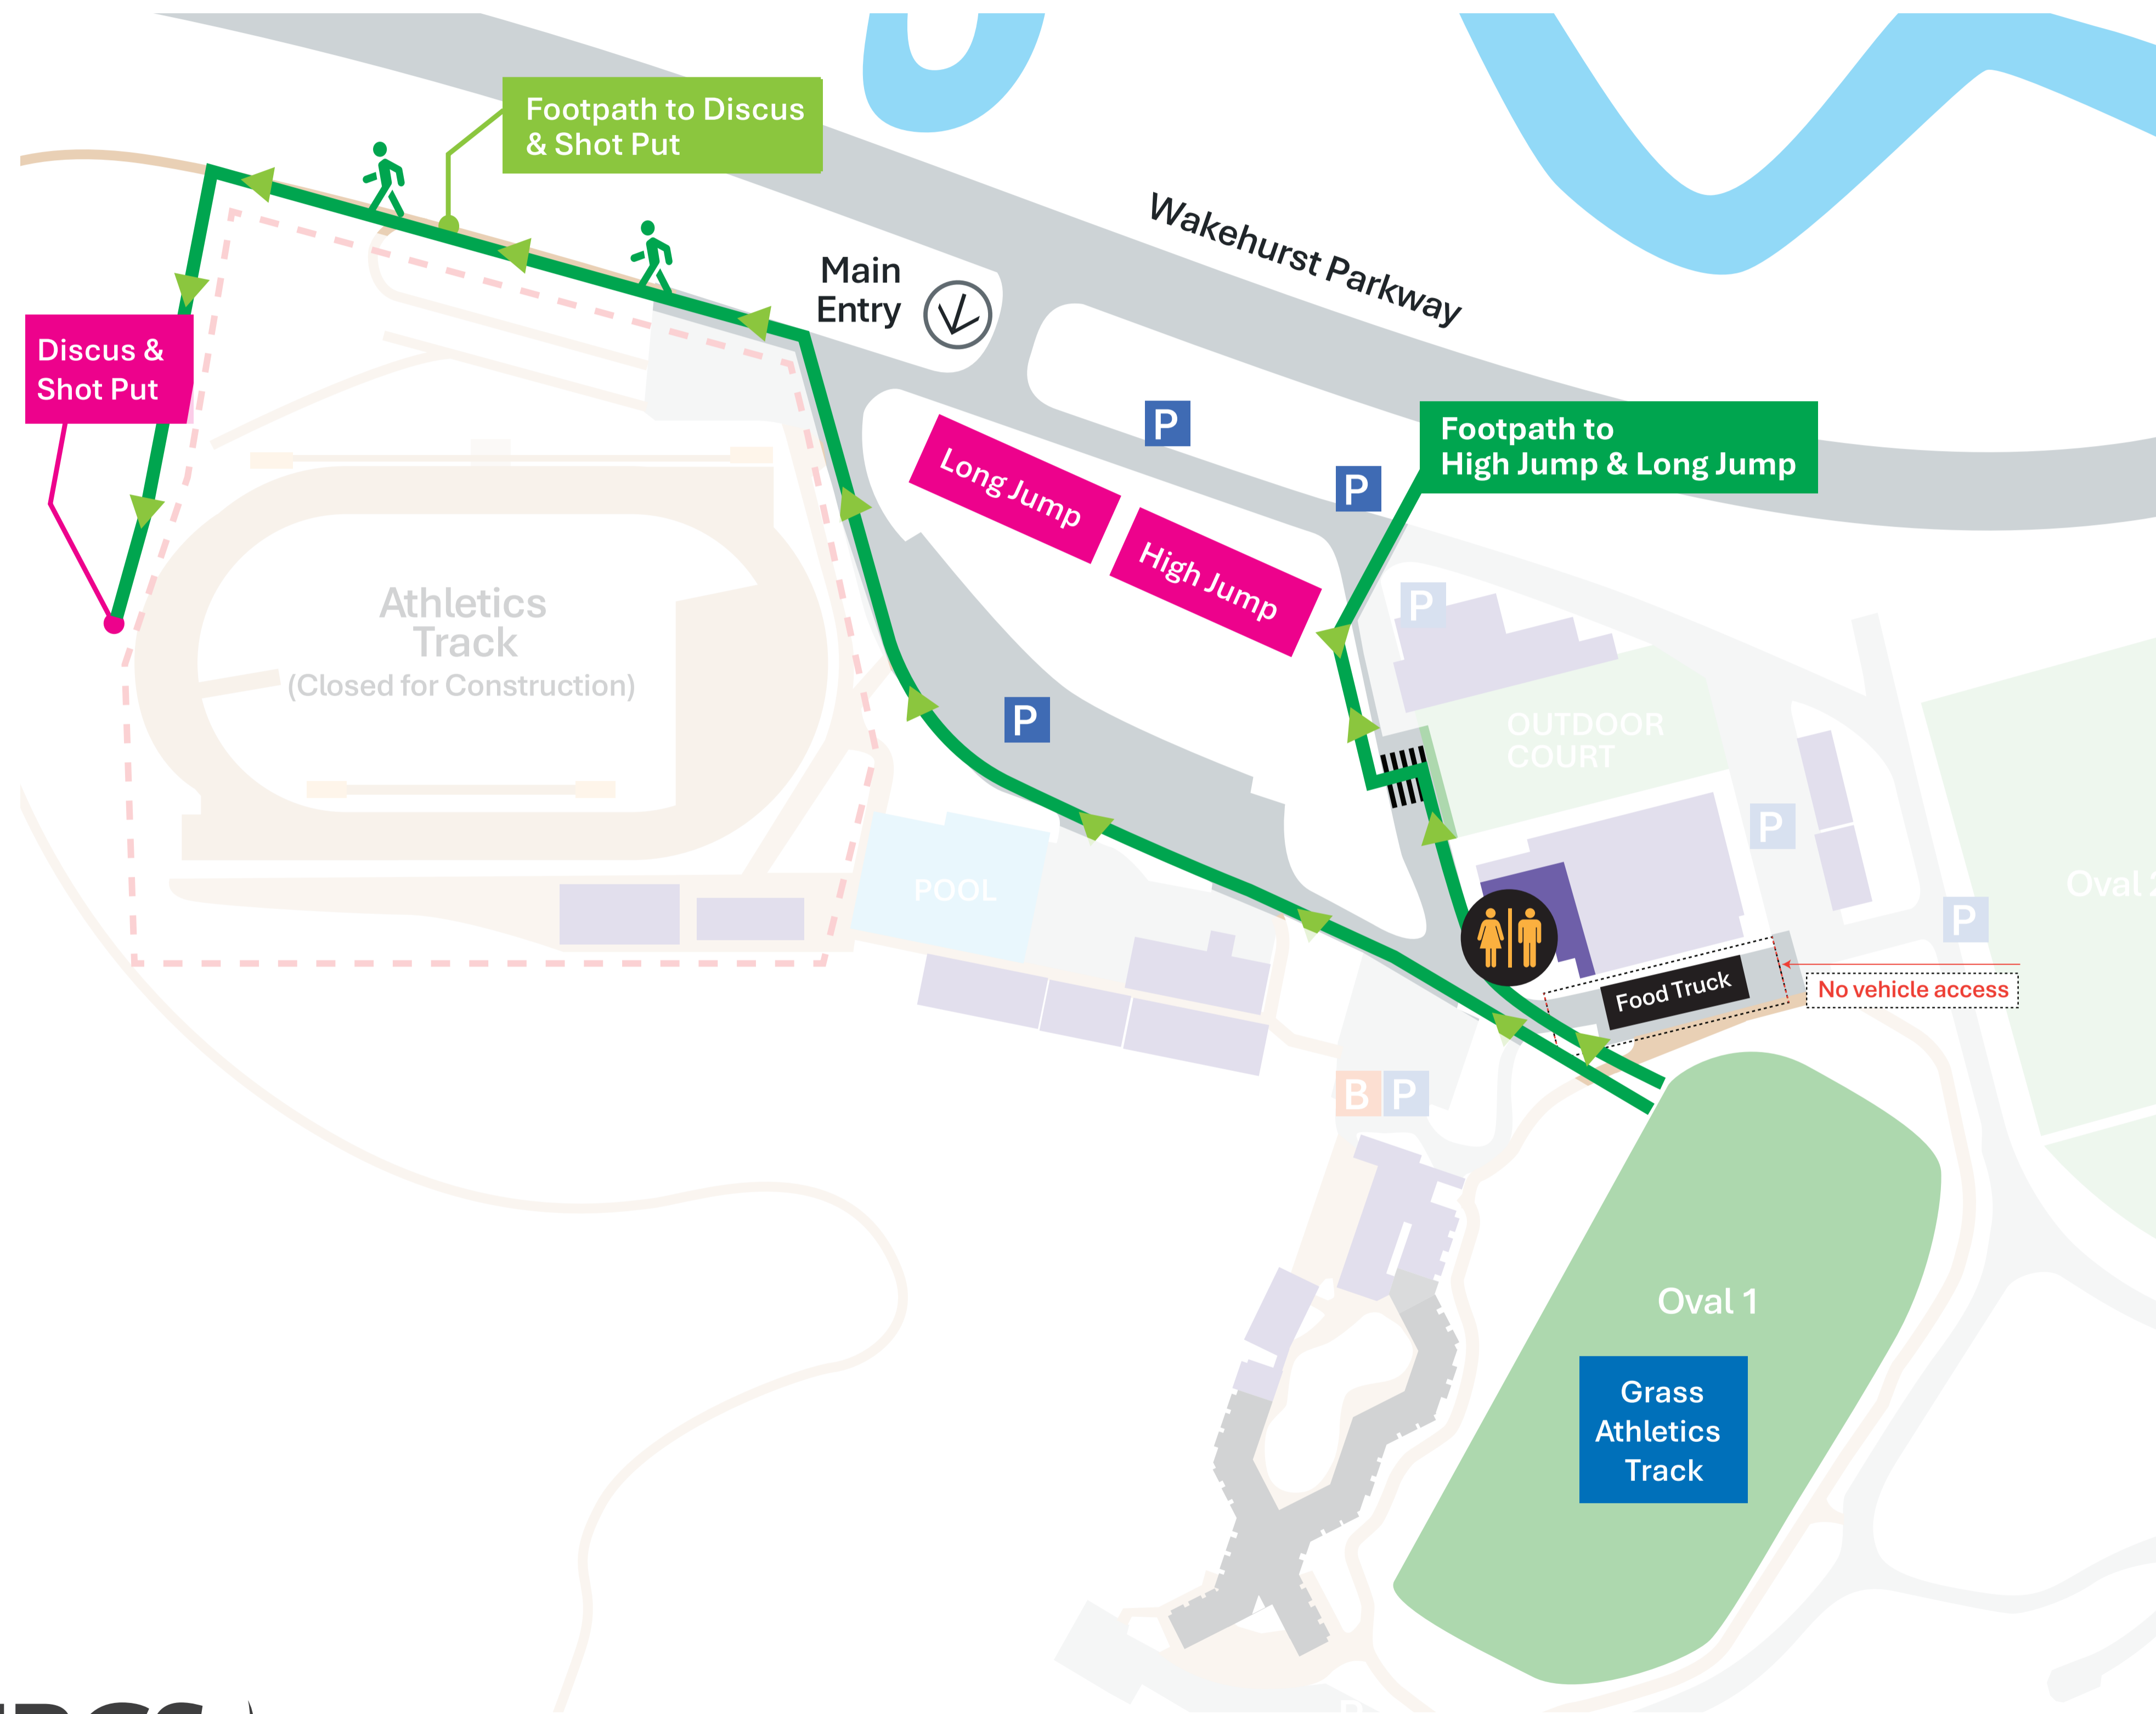 Footpath to Discus
& Shot Put
Wakehurst Parkway
Main
Entry
Discus &
Shot Put
P
Footpath to
High Jump & Long Jump
Long Jump
P
High Jump
P
Athletics
Track
(Closed for Construction)
P
OUTDOOR
COURT
P
POOL
Oval 2
P
Food Truck
No vehicle access
B P
Oval 1
Grass
Athletics
Track
P